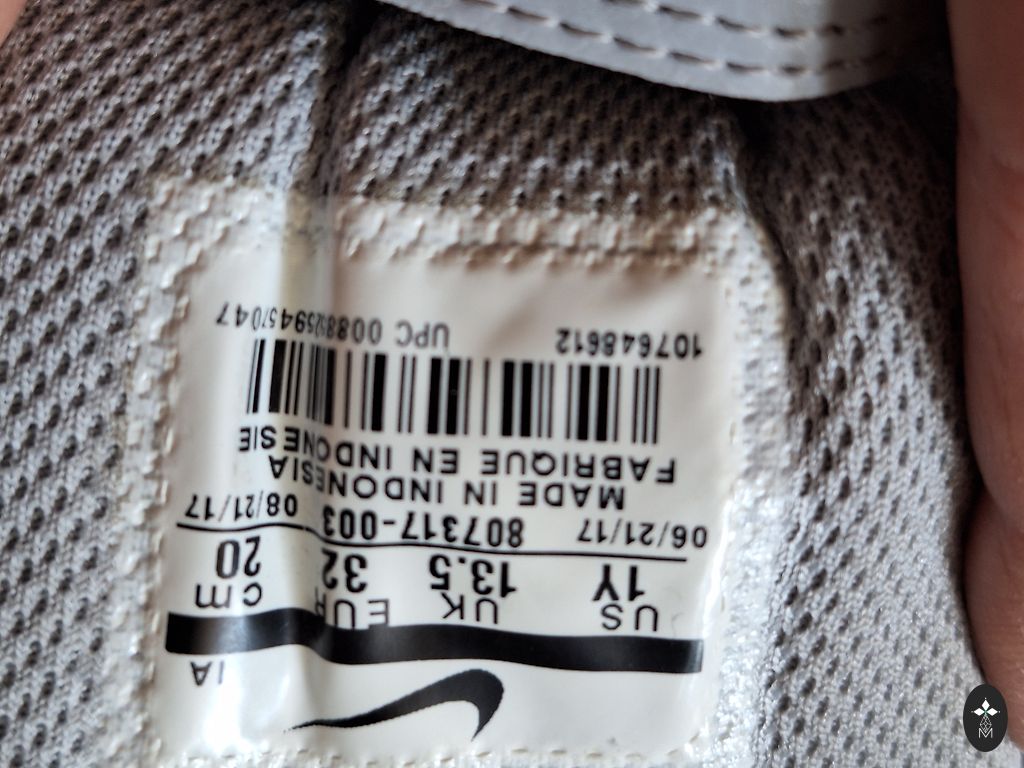 IA
US UK EUR cm
1Y 13.5 32 20
06/21/17 807317-003 08/21/17
MADE IN INDONESIA
FABRIQUE EN INDONESIE
107648612 UPC
M